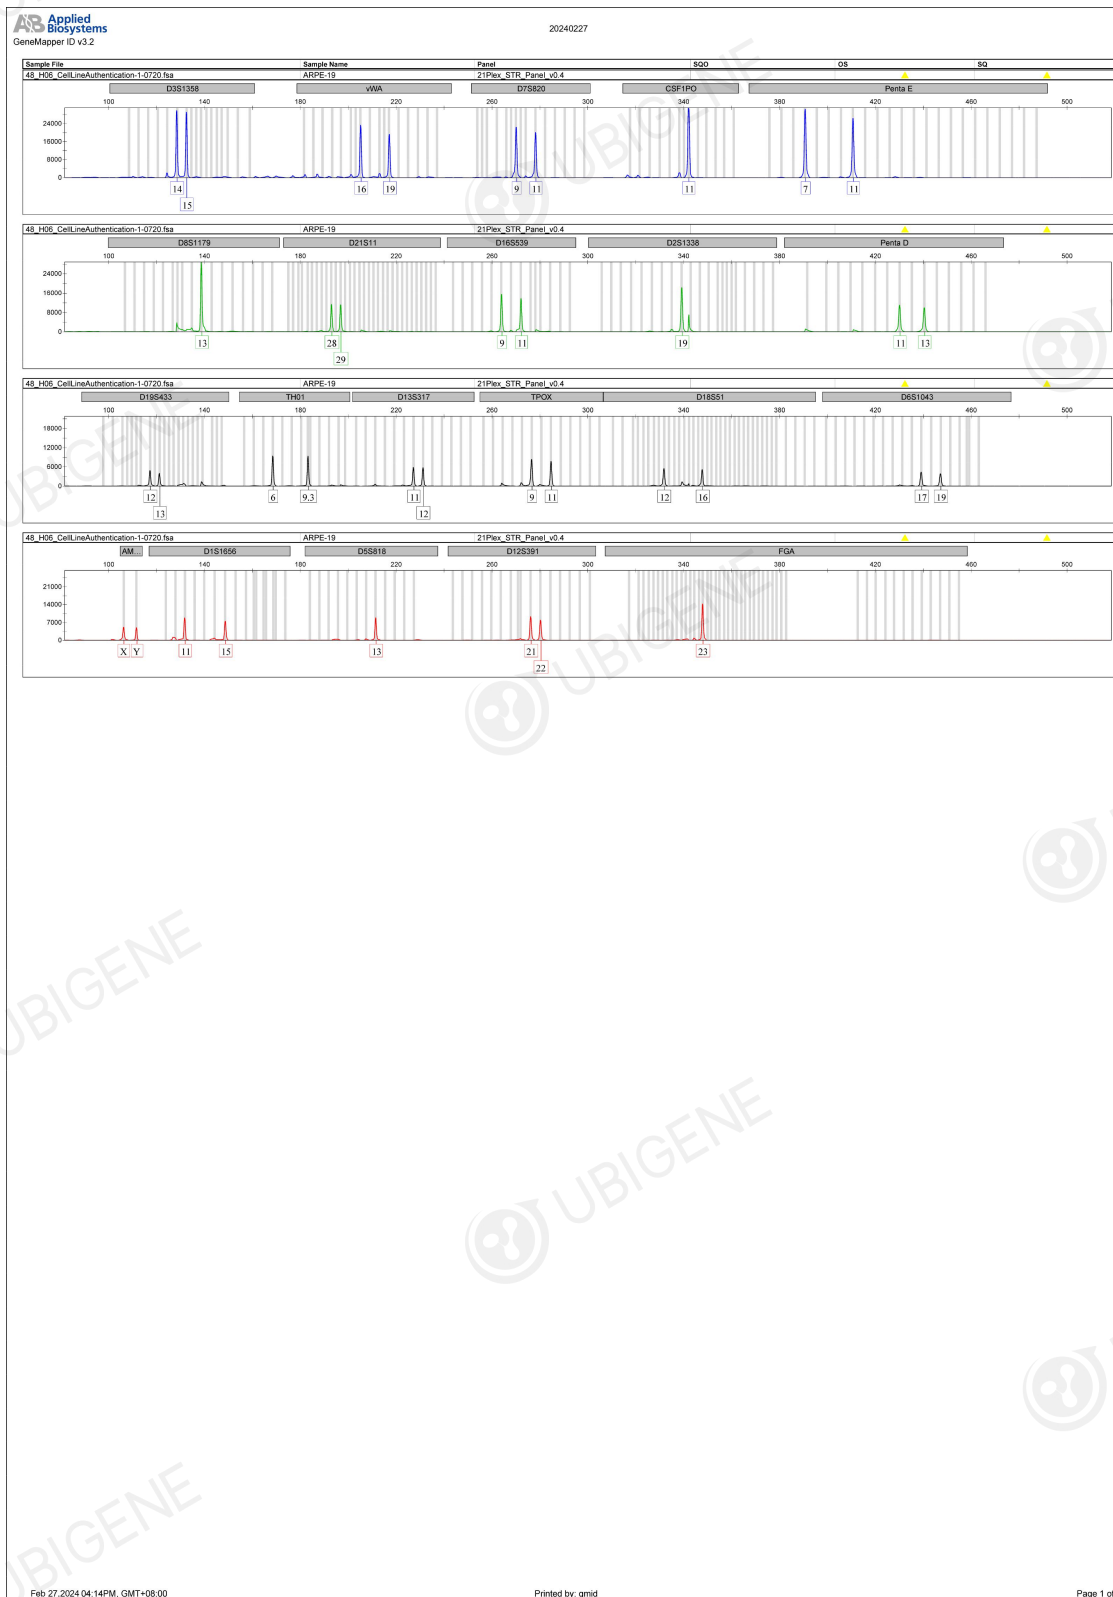 AB Applied Biosystems
20240227
GeneMapper ID v3.2
Sample File Sample Name Panel SQO OS SQ
48_H06_CellLineAuthentication-1-0720.fsa ARPE-19 21Plex_STR_Panel_v0.4
D3S1358 vWA D7S820 CSF1PO Penta E
100 140 180 220 260 300 340 380 420 460 500
24000
16000
8000
0
14 16 19 9 11 11 7 11
15
48_H06_CellLineAuthentication-1-0720.fsa ARPE-19 21Plex_STR_Panel_v0.4
D8S1179 D21S11 D16S539 D2S1338 Penta D
100 140 180 220 260 300 340 380 420 460 500
24000
16000
8000
0
13 28 9 11 19 11 13
29
48_H06_CellLineAuthentication-1-0720.fsa ARPE-19 21Plex_STR_Panel_v0.4
D19S433 TH01 D13S317 TPOX D18S51 D6S1043
100 140 180 220 260 300 340 380 420 460 500
18000
12000
6000
0
12 6 9.3 11 9 11 12 16 17 19
13 12
48_H06_CellLineAuthentication-1-0720.fsa ARPE-19 21Plex_STR_Panel_v0.4
AM... D1S1656 D5S818 D12S391 FGA
100 140 180 220 260 300 340 380 420 460 500
21000
14000
7000
0
X Y 11 15 13 21 23
22
UBIGENE
UBIGENE
UBIGENE
UBIGENE
UBIGENE
UBIGENE
Feb 27,2024 04:14PM, GMT+08:00 Printed by: gmid Page 1 of